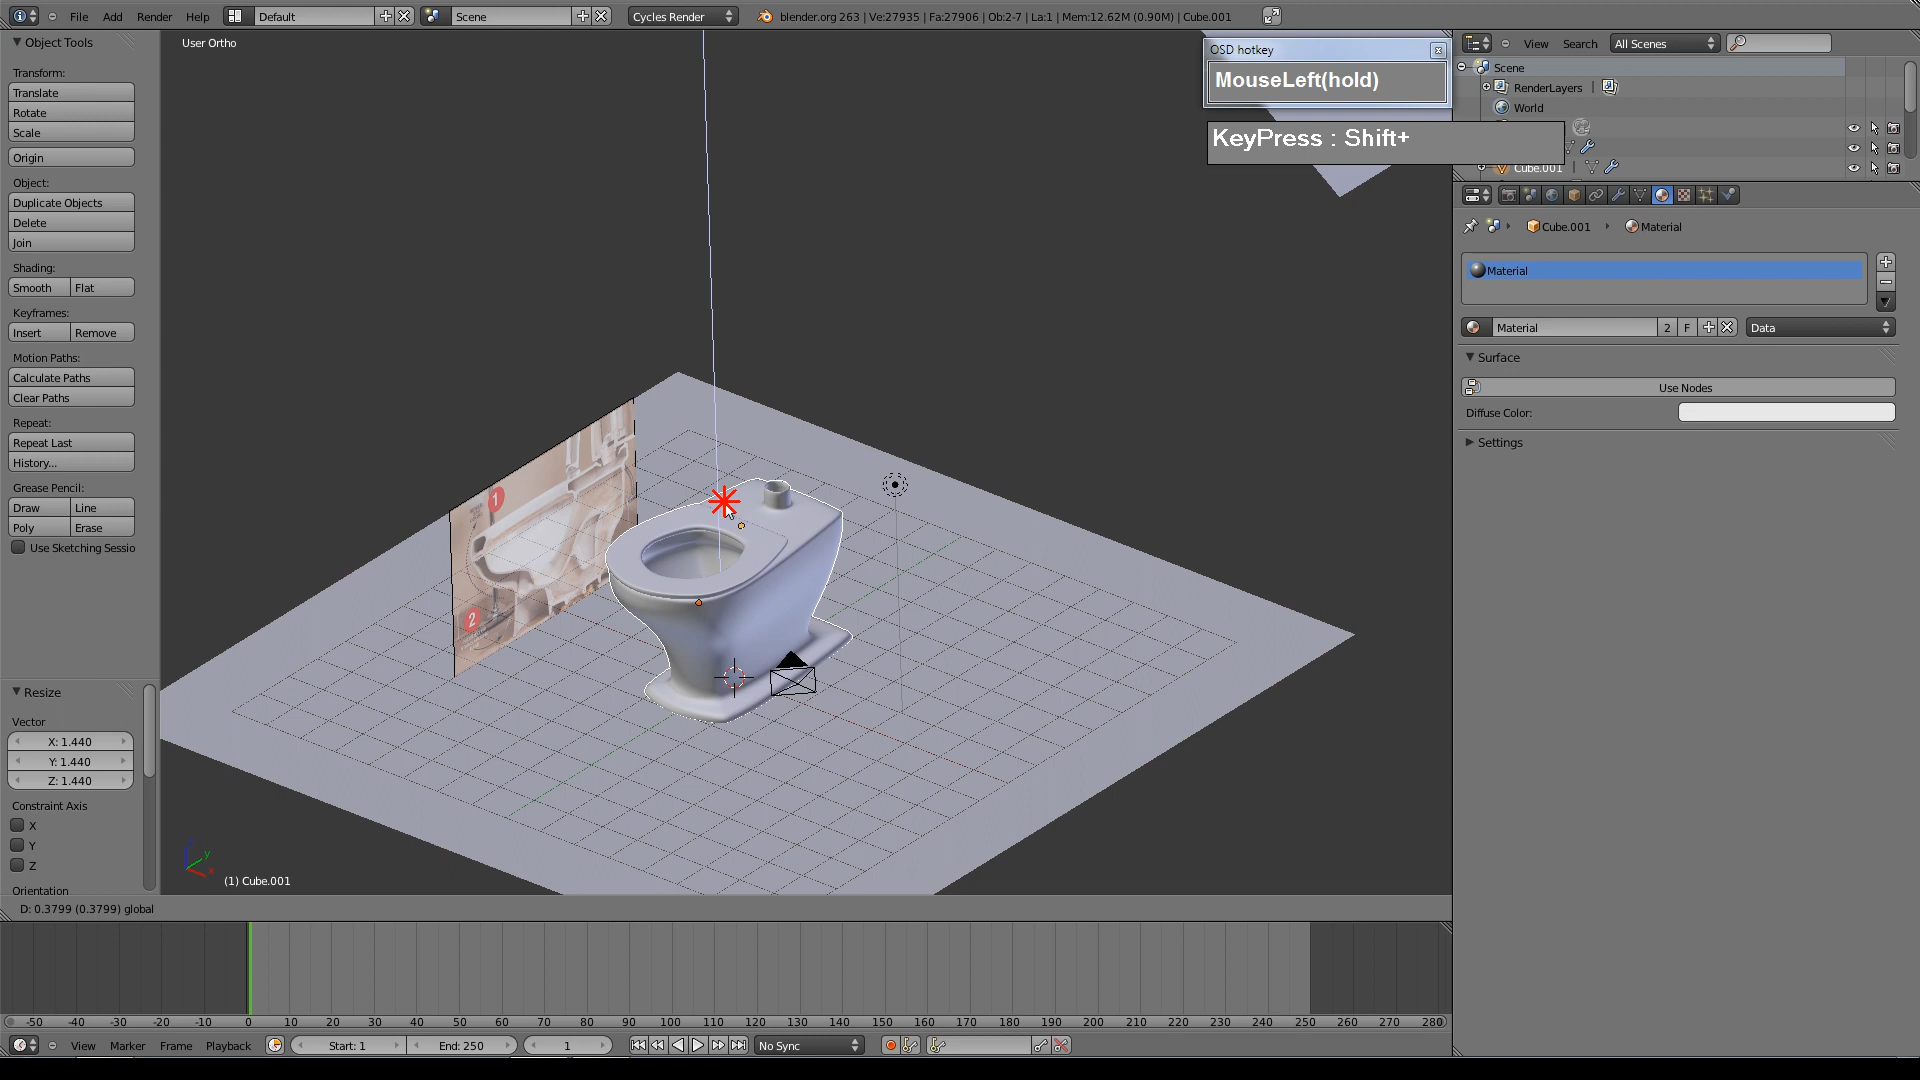 File Add Render Help Default Scene Cycles Render blender.org 263 | Ve:27935 | Fa:27906 | Ob:2-7 | La:1 | Mem:12.62M (0.90M) | Cube.001
Object Tools
User Ortho
Transform:
Translate
Rotate
Scale
Origin
Object:
Duplicate Objects
Delete
Join
Shading:
Smooth Flat
Keyframes:
Insert Remove
Motion Paths:
Calculate Paths
Clear Paths
Repeat:
Repeat Last
History...
Grease Pencil:
Draw Line
Poly Erase
Use Sketching Sessio
Resize
Vector
X: 1.440
Y: 1.440
Z: 1.440
Constraint Axis
X
Y
Z
Orientation
1
2
(1) Cube.001
OSD hotkey
MouseLeft(hold)
KeyPress : Shift+
View Search All Scenes
Scene
RenderLayers
World
Cube.001
Cube.001 Material
Material
Material 2 F Data
Surface
Use Nodes
Diffuse Color:
Settings
D: 0.3799 (0.3799) global
-50 -40 -30 -20 -10 0 10 20 30 40 50 60 70 80 90 100 110 120 130 140 150 160 170 180 190 200 210 220 230 240 250 260 270 280
View Marker Frame Playback Start: 1 End: 250 1 No Sync